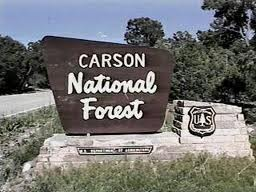 CARSON
National
Forest
U.S. DEPARTMENT OF AGRICULTURE
U S